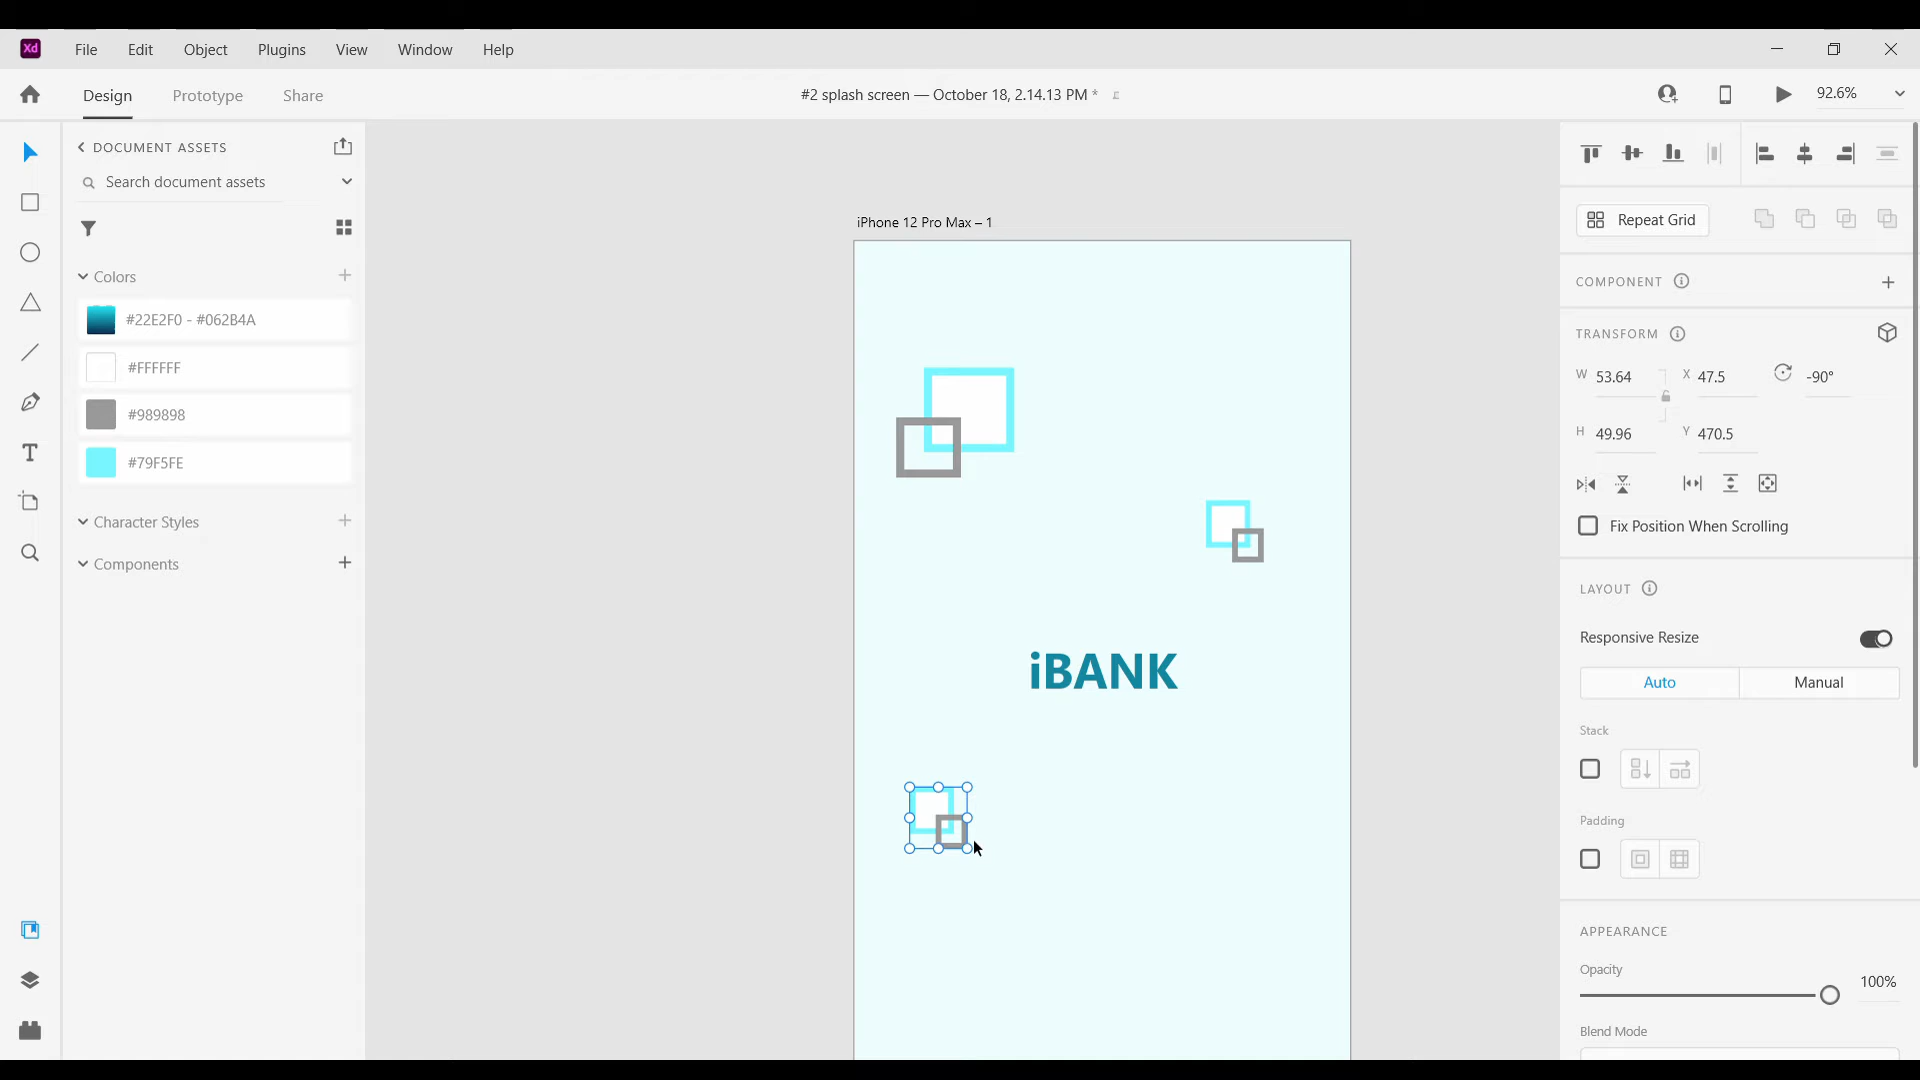 Xd File Edit Object Plugins View Window Help
Design Prototype Share #2 splash screen — October 18, 2.14.13 PM * 92.6%
DOCUMENT ASSETS
Search document assets
Colors
#22E2F0 - #062B4A
#FFFFFF
#989898
#79F5FE
Character Styles
Components
iPhone 12 Pro Max – 1
iBANK
Repeat Grid
COMPONENT
TRANSFORM
W 53.64 X 47.5 -90°
H 49.96 Y 470.5
Fix Position When Scrolling
LAYOUT
Responsive Resize
Auto Manual
Stack
Padding
APPEARANCE
Opacity
100%
Blend Mode